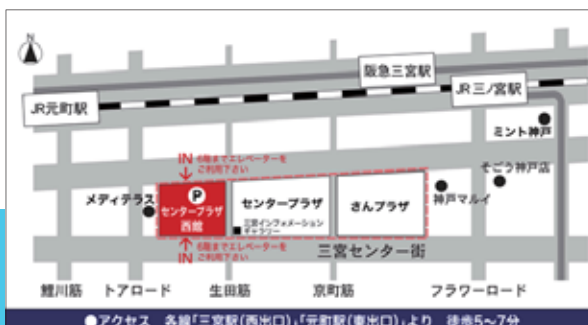 N
阪急三宮駅
JR三ノ宮駅
JR元町駅
ミント神戸
そごう神戸店
IN 6階までエレベーターを
ご利用下さい
メディテラス
P
センタープラザ
西館
センタープラザ
三宮インフォメーション
ギャラリー
さんプラザ
神戸マルイ
IN 6階までエレベーターを
ご利用下さい
三宮センター街
鯉川筋
トアロード
生田筋
京町筋
フラワーロード
●アクセス 各線「三宮駅(西出口)」、「元町駅(東出口)」より 徒歩5〜7分